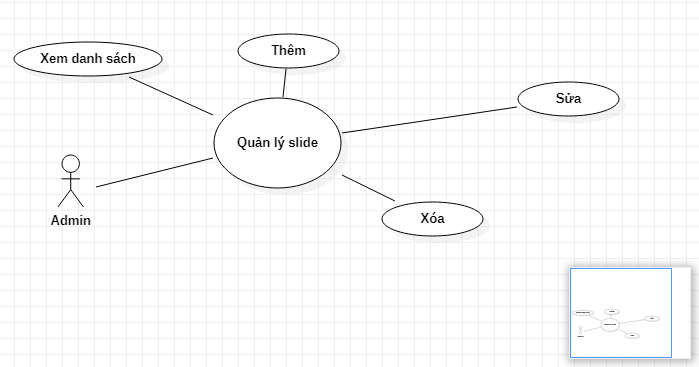 Thêm
Xem danh sách
Sửa
Quản lý slide
Xóa
Admin